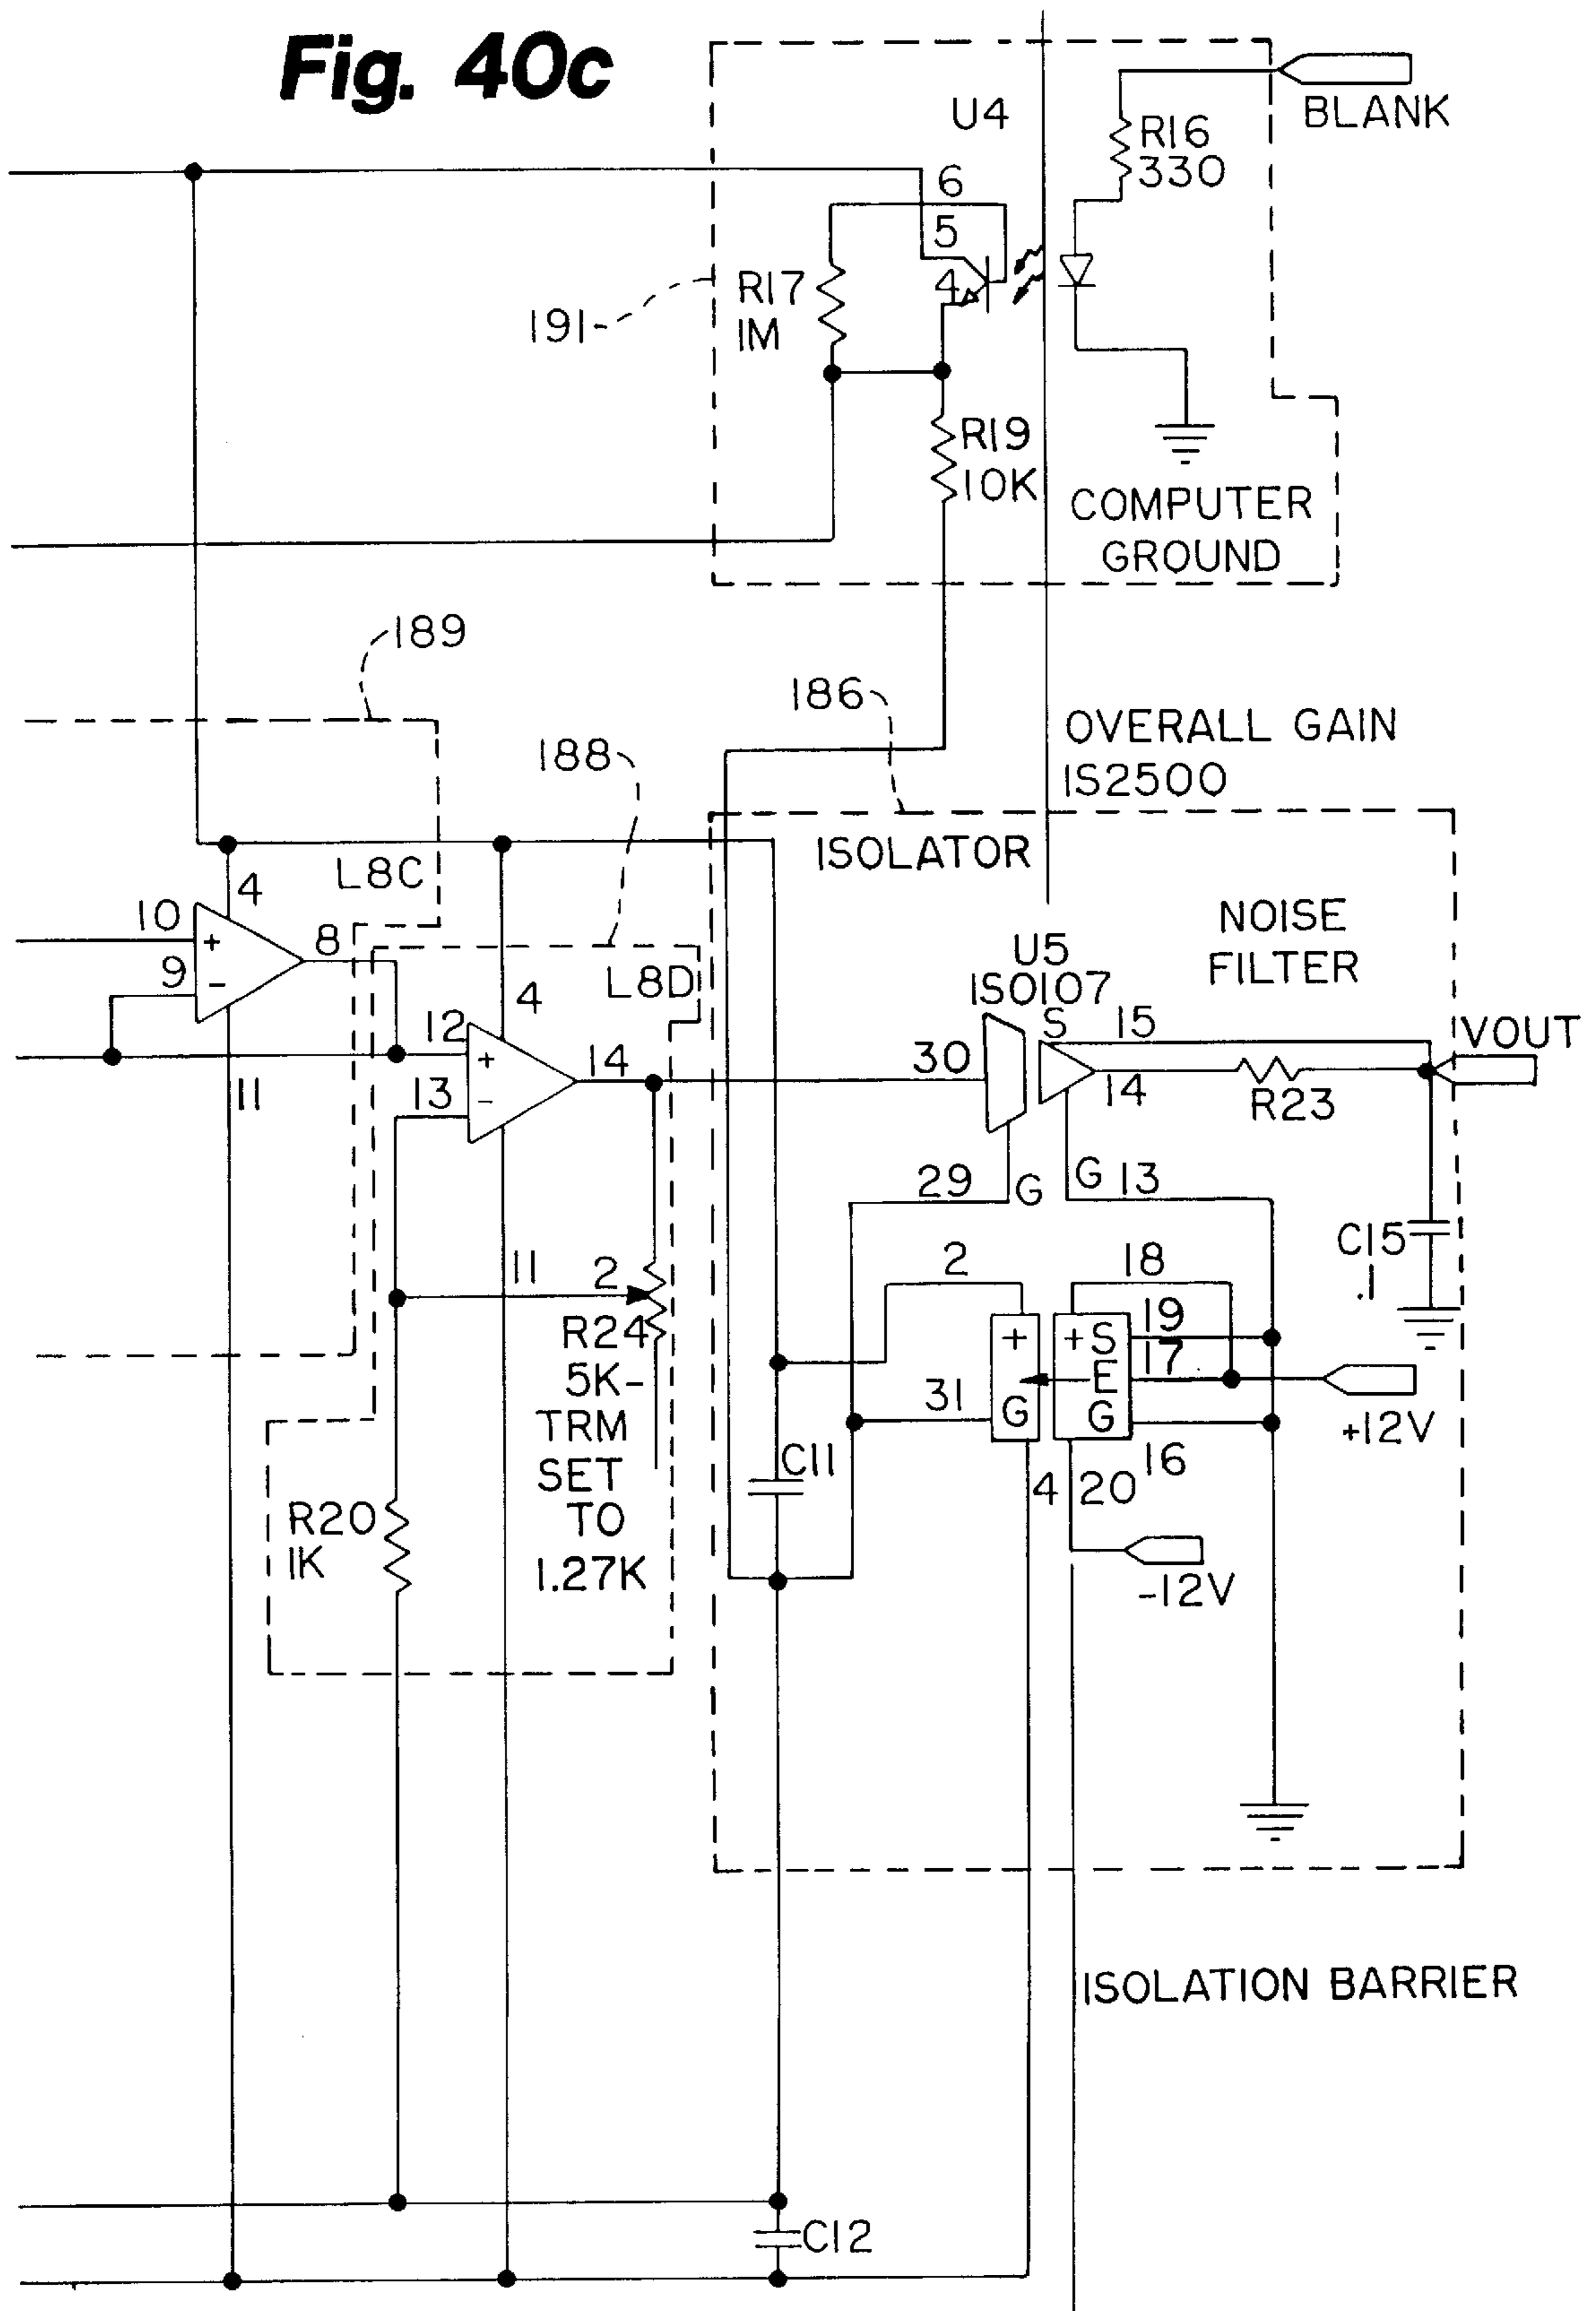 Fig. 40c
U4
BLANK
R16
330
6
5
4
R17
1M
191
R19
10K
COMPUTER
GROUND
189
186
188
OVERALL GAIN
IS2500
ISOLATOR
L8C
4
10
+
8
9
-
NOISE
FILTER
U5
ISO107
L8D
4
12
+
14
13
-
11
30
S
15
VOUT
14
R23
29
G
G
13
C15
.1
11
2
R24
5K-
TRM
SET
TO
1.27K
2
18
+
+S
19
E
17
31
G
G
+12V
16
C11
4
20
R20
1K
-12V
ISOLATION BARRIER
C12